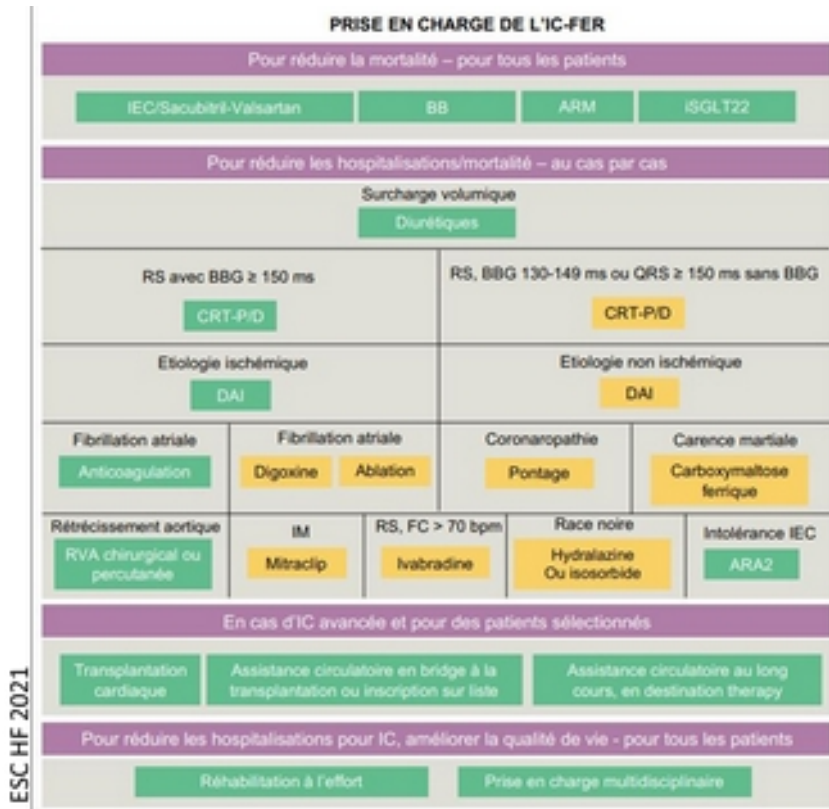 PRISE EN CHARGE DE L'IC-FER
Pour réduire la mortalité – pour tous les patients
IEC/Sacubitril-Valsartan BB ARM iSGLT22
Pour réduire les hospitalisations/mortalité – au cas par cas
Surcharge volumique
Diurétiques
RS avec BBG ≥ 150 ms
CRT-P/D
RS, BBG 130-149 ms ou QRS ≥ 150 ms sans BBG
CRT-P/D
Etiologie ischémique
DAI
Etiologie non ischémique
DAI
Fibrillation atriale
Anticoagulation
Fibrillation atriale
Digoxine Ablation
Coronaropathie
Pontage
Carence martiale
Carboxymaltose
ferrique
Rétrécissement aortique
RVA chirurgical ou
percutanée
IM
Mitraclip
RS, FC > 70 bpm
Ivabradine
Race noire
Hydralazine
Ou isosorbide
Intolérance IEC
ARA2
En cas d'IC avancée et pour des patients sélectionnés
Transplantation
cardiaque
Assistance circulatoire en bridge à la
transplantation ou inscription sur liste
Assistance circulatoire au long
cours, en destination therapy
Pour réduire les hospitalisations pour IC, améliorer la qualité de vie - pour tous les patients
Réhabilitation à l'effort Prise en charge multidisciplinaire
ESC HF 2021